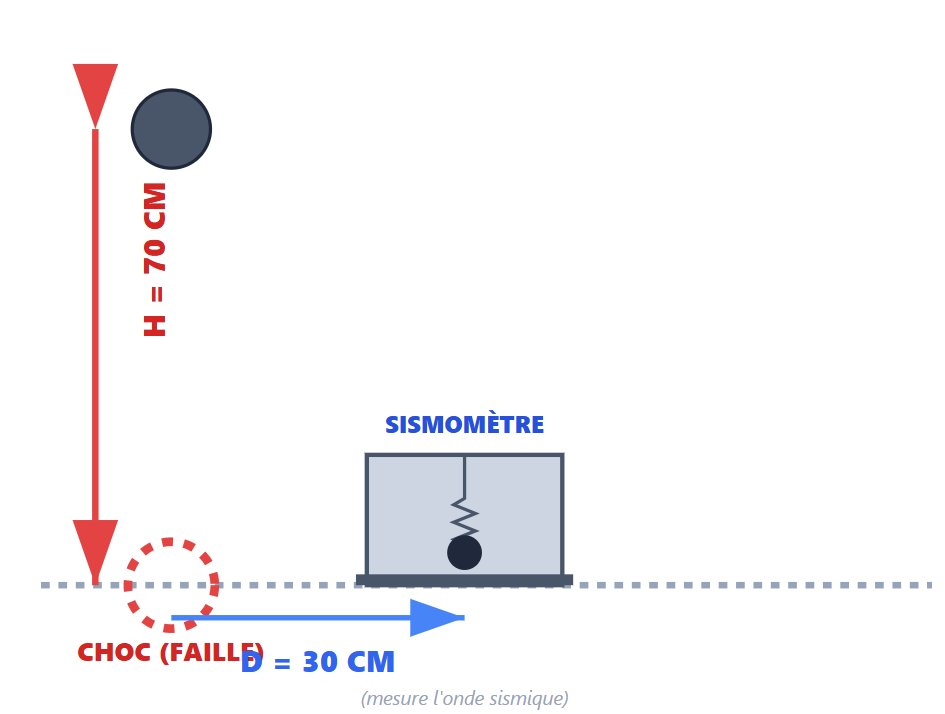 H = 70 CM
SISMOMÈTRE
CHOC (FAILLE)
D = 30 CM
(mesure l'onde sismique)